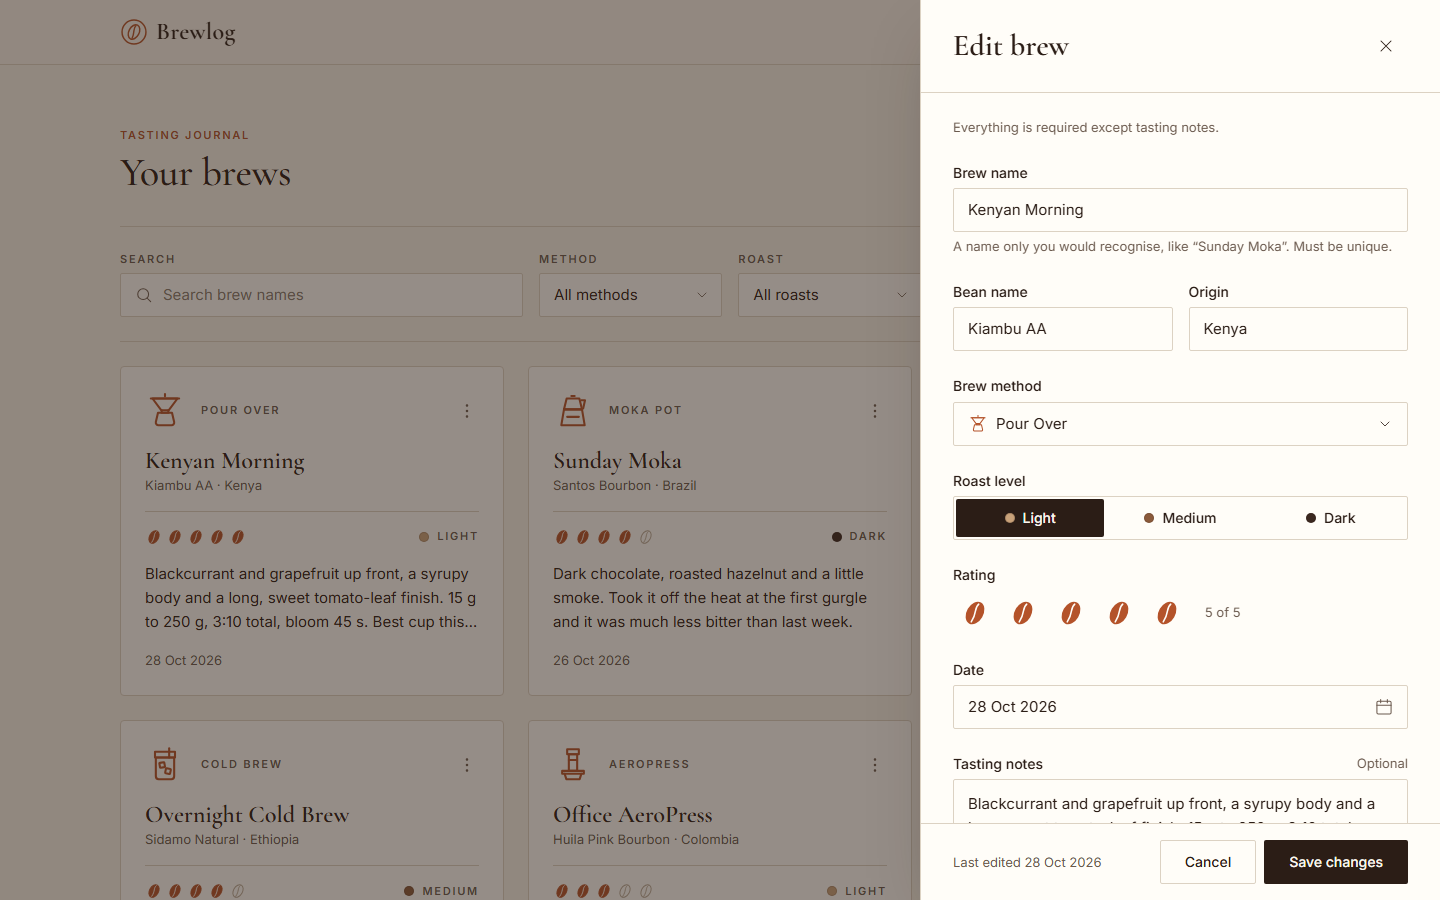 Brewlog
TASTING JOURNAL
Your brews
SEARCH
METHOD
ROAST
Search brew names
All methods
All roasts
POUR OVER
Kenyan Morning
Kiambu AA · Kenya
LIGHT
Blackcurrant and grapefruit up front, a syrupy
body and a long, sweet tomato-leaf finish. 15 g
to 250 g, 3:10 total, bloom 45 s. Best cup this…
28 Oct 2026
MOKA POT
Sunday Moka
Santos Bourbon · Brazil
DARK
Dark chocolate, roasted hazelnut and a little
smoke. Took it off the heat at the first gurgle
and it was much less bitter than last week.
26 Oct 2026
COLD BREW
Overnight Cold Brew
Sidamo Natural · Ethiopia
MEDIUM
AEROPRESS
Office AeroPress
Huila Pink Bourbon · Colombia
LIGHT
Edit brew
Everything is required except tasting notes.
Brew name
Kenyan Morning
A name only you would recognise, like “Sunday Moka”. Must be unique.
Bean name
Origin
Kiambu AA
Kenya
Brew method
Pour Over
Roast level
Light
Medium
Dark
Rating
5 of 5
Date
28 Oct 2026
Tasting notes
Optional
Blackcurrant and grapefruit up front, a syrupy body and a
Last edited 28 Oct 2026
Cancel
Save changes